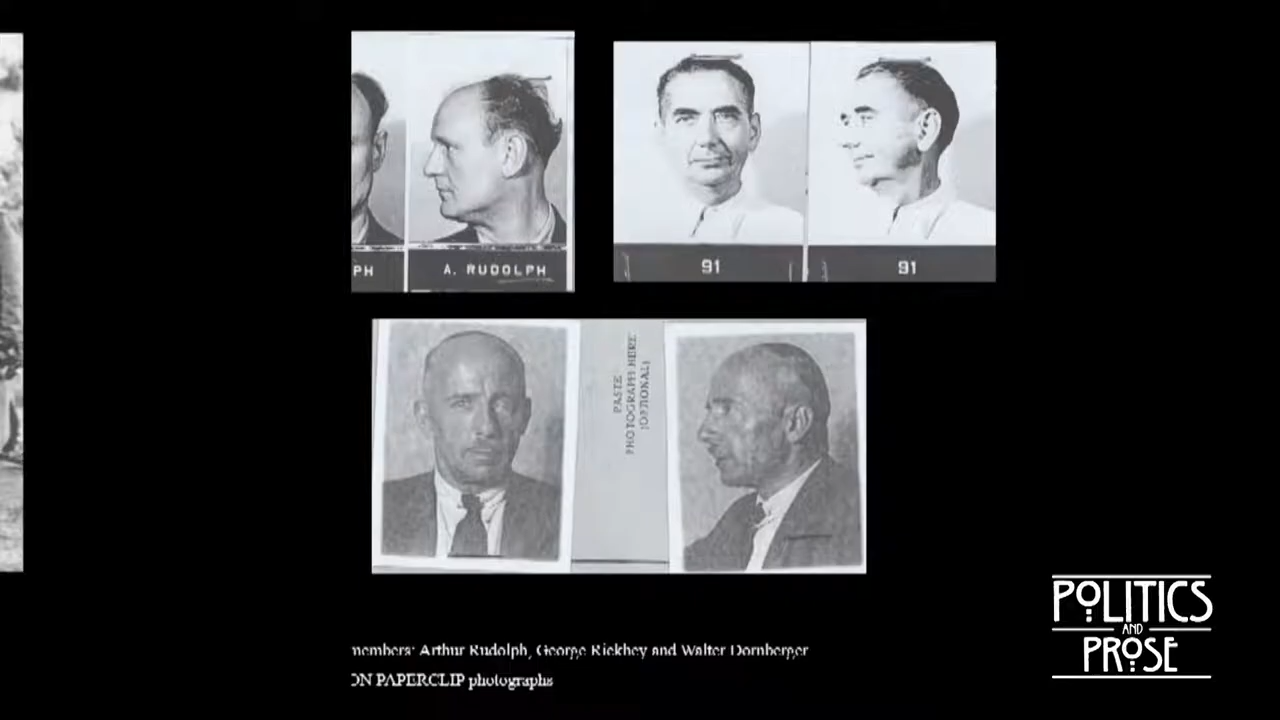 PH
A. RUDOLPH
91
91
PASTE
PHOTOGRAPH HERE
(OPTIONAL)
members: Arthur Rudolph, George Rickhey and Walter Dornberger
ON PAPERCLIP photographs
POLITICS
AND
PROSE